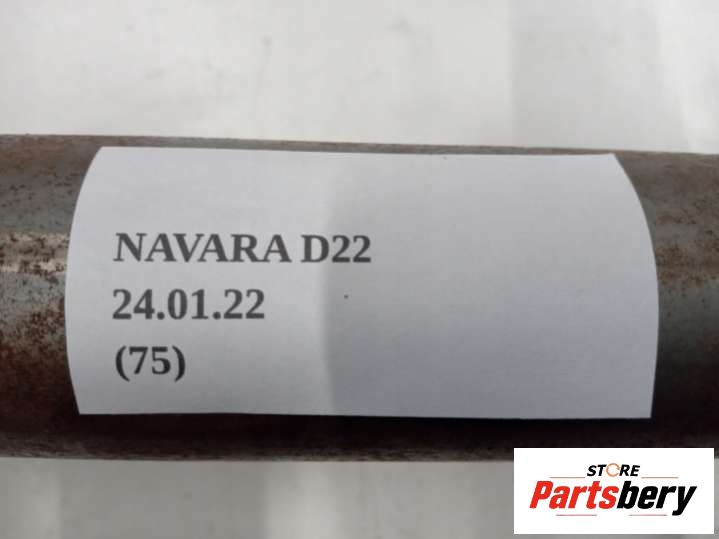 NAVARA D22
24.01.22
(75)
STORE
Partsbery